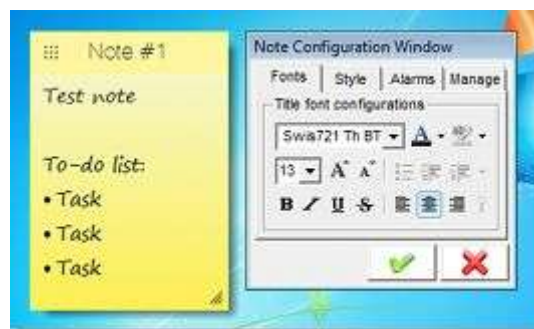 Note #1
Test note
To-do list:
• Task
• Task
• Task
Note Configuration Window
Fonts Style Alarms Manage
Title font configurations
Swis721 Th BT A
13 A A
B I U S